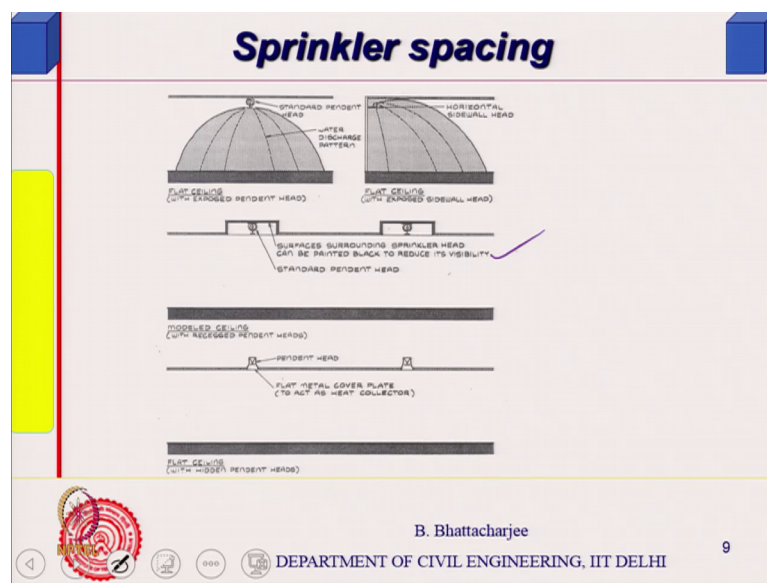 Sprinkler spacing
STANDARD PENDENT
HEAD
WATER
DISCHARGE
PATTERN
HORIZONTAL
SIDEWALL HEAD
FLAT CEILING
(WITH EXPOSED PENDENT HEAD)
FLAT CEILING
(WITH EXPOSED SIDEWALL HEAD)
SURFACES SURROUNDING SPRINKLER HEAD
CAN BE PAINTED BLACK TO REDUCE ITS VISIBILITY
STANDARD PENDENT HEAD
MODELED CEILING
(WITH RECESSED PENDENT HEADS)
PENDENT HEAD
FLAT METAL COVER PLATE
(TO ACT AS HEAT COLLECTOR)
FLAT CEILING
(WITH HIDDEN PENDENT HEADS)
NPTEL
B. Bhattacharjee
DEPARTMENT OF CIVIL ENGINEERING, IIT DELHI
9